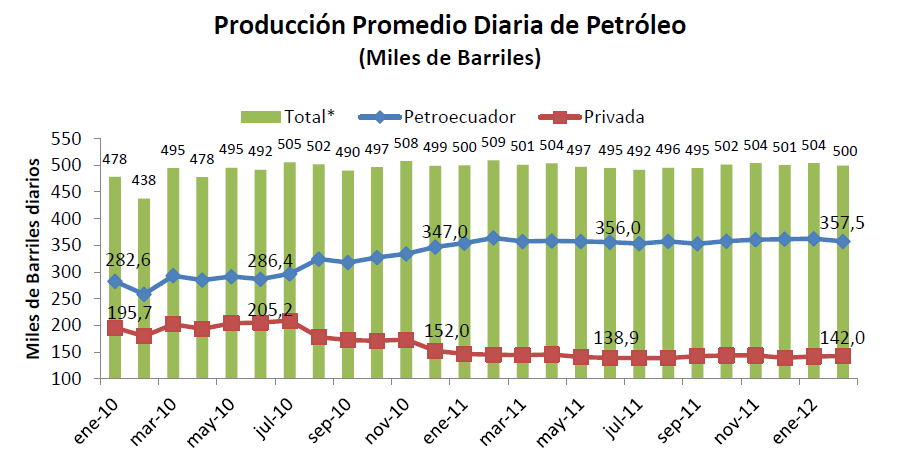 Producción Promedio Diaria de Petróleo
(Miles de Barriles)
Total* Petroecuador Privada
Miles de Barriles diarios
550
500
450
400
350
300
250
200
150
100
478 438 495 478 495 492 505 502 490 497 508 499 500 509 501 504 497 495 492 496 495 502 504 501 504 500
282,6 286,4 347,0 356,0 357,5
195,7 205,2 152,0 138,9 142,0
ene-10 mar-10 may-10 jul-10 sep-10 nov-10 ene-11 mar-11 may-11 jul-11 sep-11 nov-11 ene-12